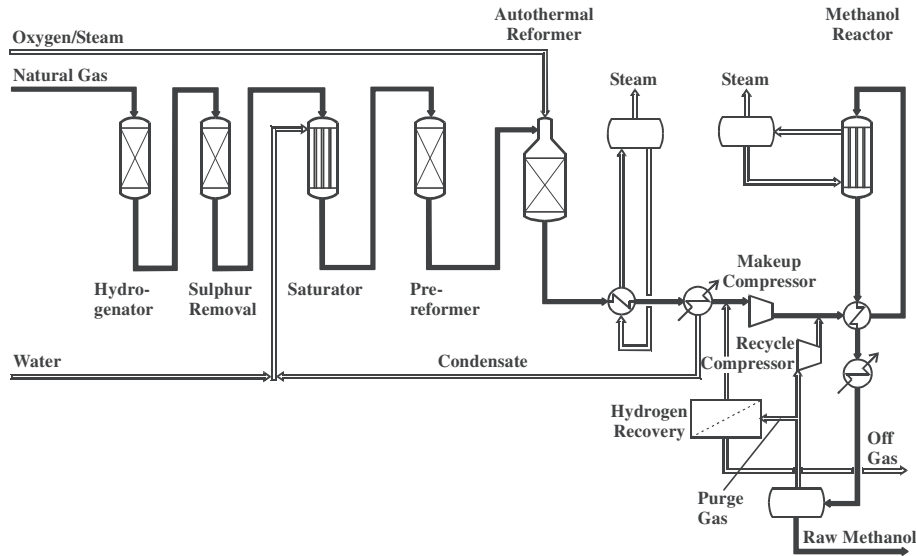 Autothermal
Reformer
Methanol
Reactor
Oxygen/Steam
Natural Gas
Steam
Steam
Hydro-
genator
Sulphur
Removal
Saturator
Pre-
reformer
Makeup
Compressor
Recycle
Compressor
Water
Condensate
Hydrogen
Recovery
Off
Gas
Purge
Gas
Raw Methanol